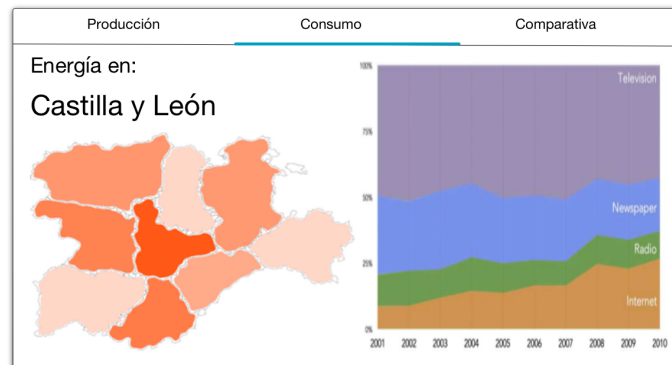 Producción Consumo Comparativa
Energía en:
Castilla y León
100%
75%
50%
25%
0%
Television
Newspaper
Radio
Internet
2001 2002 2003 2004 2005 2006 2007 2008 2009 2010